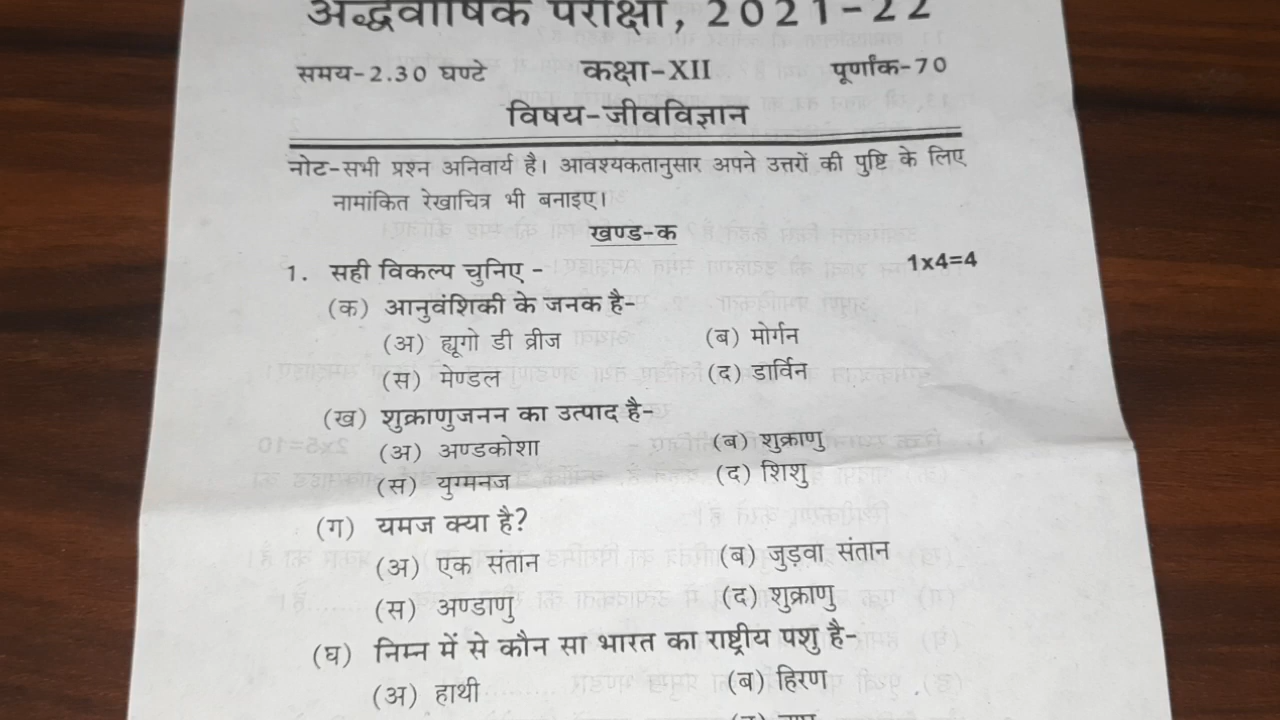 अर्द्धवार्षिक परीक्षा, 2021-22
समय-2.30 घण्टे कक्षा-XII पूर्णांक-70
विषय-जीवविज्ञान
नोट-सभी प्रश्न अनिवार्य है। आवश्यकतानुसार अपने उत्तरों की पुष्टि के लिए
नामांकित रेखाचित्र भी बनाइए।
खण्ड-क
1. सही विकल्प चुनिए - 1x4=4
(क) आनुवंशिकी के जनक है-
(अ) ह्यूगो डी व्रीज (ब) मोर्गन
(स) मेण्डल (द) डार्विन
(ख) शुक्राणुजनन का उत्पाद है-
(अ) अण्डकोशा (ब) शुक्राणु
(स) युग्मनज (द) शिशु
(ग) यमज क्या है?
(अ) एक संतान (ब) जुड़वा संतान
(स) अण्डाणु (द) शुक्राणु
(घ) निम्न में से कौन सा भारत का राष्ट्रीय पशु है-
(अ) हाथी (ब) हिरण